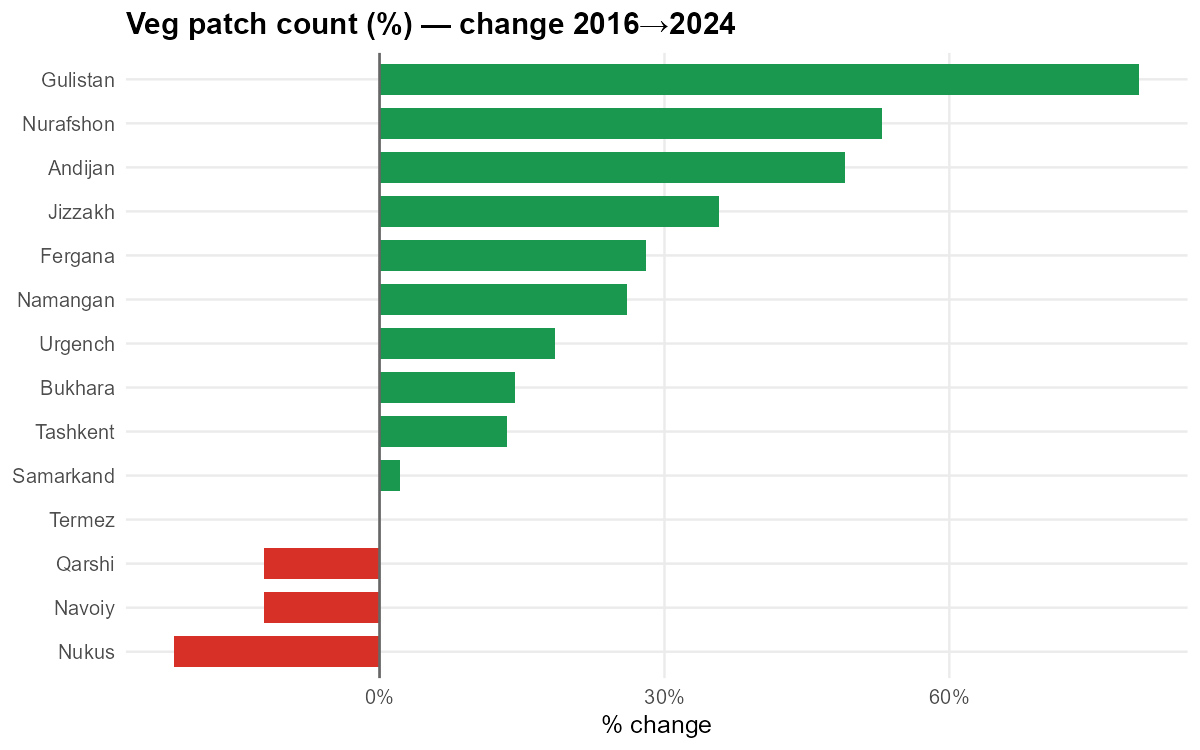 Veg patch count (%) — change 2016→2024
Gulistan
Nurafshon
Andijan
Jizzakh
Fergana
Namangan
Urgench
Bukhara
Tashkent
Samarkand
Termez
Qarshi
Navoiy
Nukus
0% 30% 60%
% change